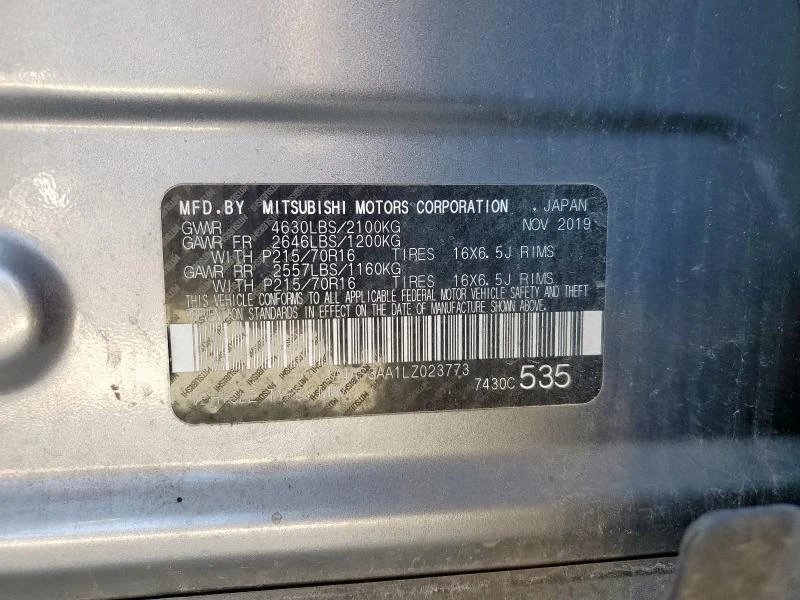 MFD.BY MITSUBISHI MOTORS CORPORATION , JAPAN
GVWR 4630LBS/2100KG NOV 2019
GAWR FR 2646LBS/1200KG
WITH P215/70R16 TIRES 16X6.5J RIMS
GAWR RR 2557LBS/1160KG
WITH P215/70R16 TIRES 16X6.5J RIMS
THIS VEHICLE CONFORMS TO ALL APPLICABLE FEDERAL MOTOR VEHICLE SAFETY AND THEFT
PREVENTION STANDARDS IN EFFECT ON THE DATE OF MANUFACTURE SHOWN ABOVE.
AA1LZ023773
7430C 535